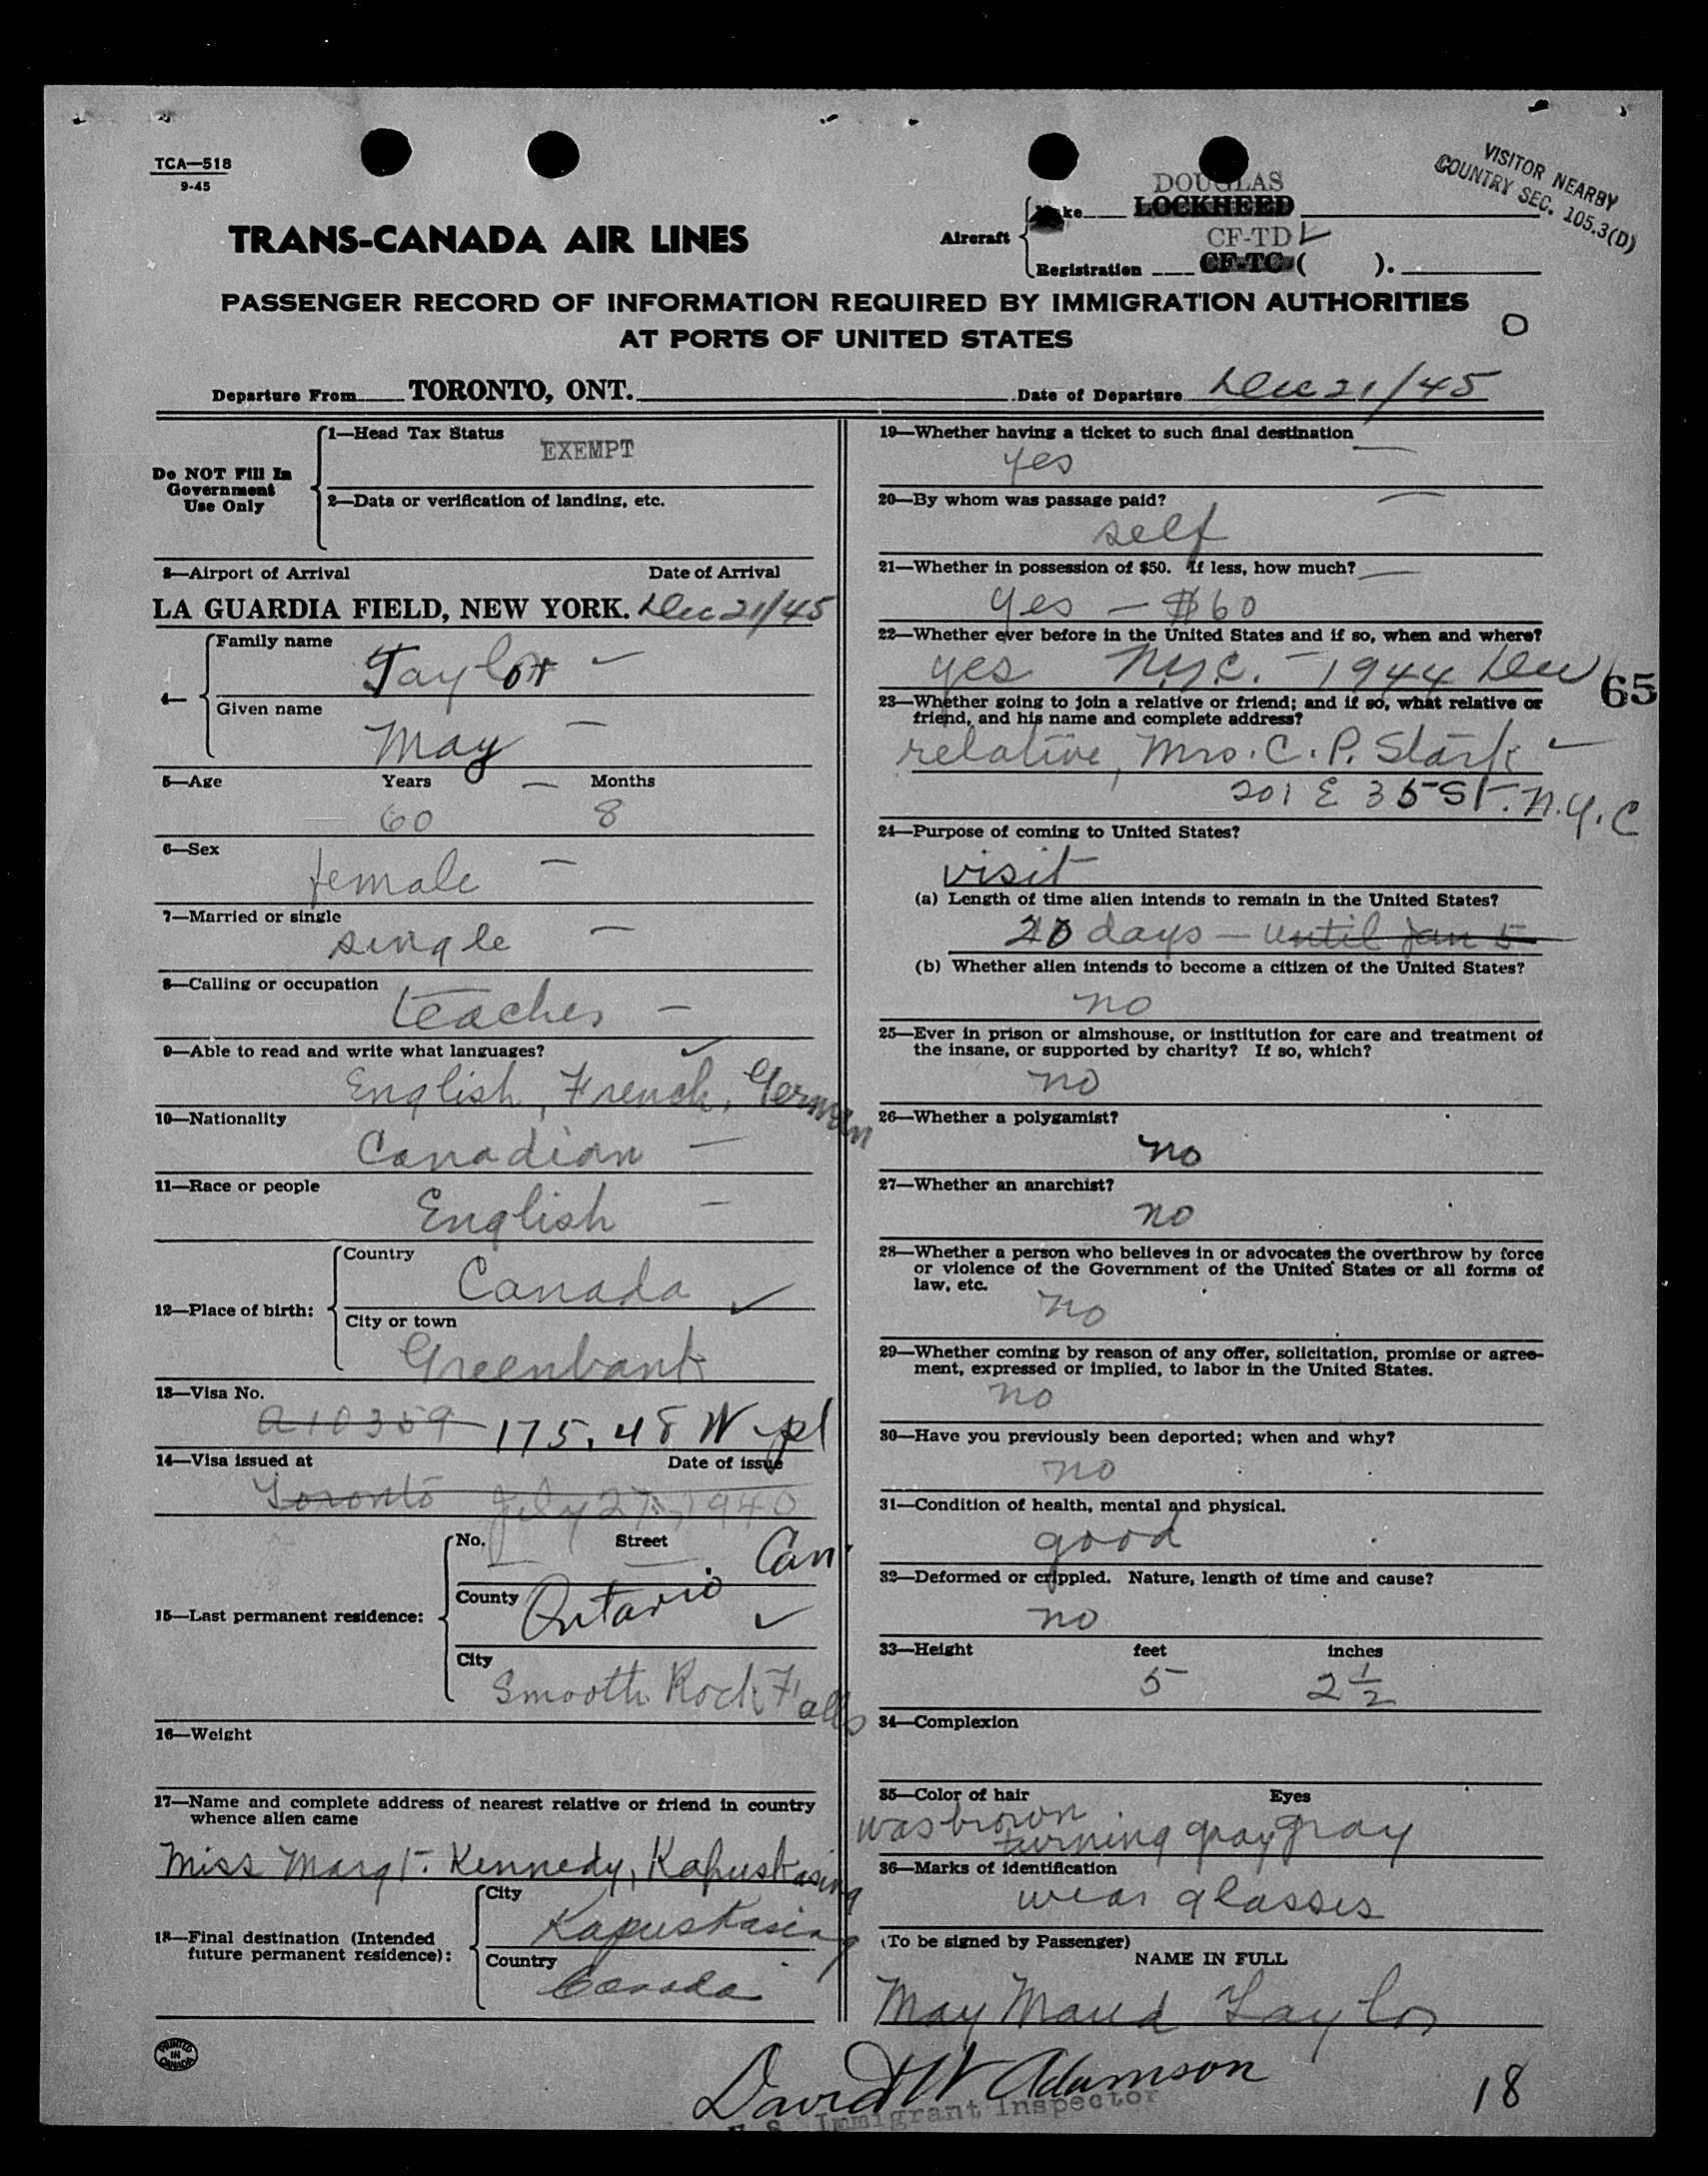 TCA—518
9-45
VISITOR NEARBY
COUNTRY SEC. 105.3(D)
DOUGLAS
Make LOCKHEED
TRANS-CANADA AIR LINES
Aircraft
CF-TD L
Registration CF-TC ( ).
PASSENGER RECORD OF INFORMATION REQUIRED BY IMMIGRATION AUTHORITIES
AT PORTS OF UNITED STATES
O
Departure From TORONTO, ONT. Date of Departure Dec 21/45
Do NOT Fill In
Government
Use Only
1—Head Tax Status
EXEMPT
2—Data or verification of landing, etc.
3—Airport of Arrival Date of Arrival
LA GUARDIA FIELD, NEW YORK. Dec 21/45
4—
Family name
Taylor
Given name
May
5—Age Years Months
60 8
6—Sex
female
7—Married or single
single
8—Calling or occupation
teacher
9—Able to read and write what languages?
English, French, German
10—Nationality
Canadian
11—Race or people
English
12—Place of birth:
Country
Canada
City or town
Greenbank
13—Visa No.
a10359 175.48 W pl
14—Visa issued at Date of issue
Toronto July 27, 1940
15—Last permanent residence:
No. Street
Can
County Ontario
City
Smooth Rock Falls
16—Weight
17—Name and complete address of nearest relative or friend in country
whence alien came
Miss Margt. Kennedy, Kapuskasing
18—Final destination (Intended
future permanent residence):
City
Kapuskasing
Country
Canada
19—Whether having a ticket to such final destination
yes
20—By whom was passage paid?
self
21—Whether in possession of $50. If less, how much?
yes — $60
22—Whether ever before in the United States and if so, when and where?
yes N.Y.C. - 1944 Dec
65
23—Whether going to join a relative or friend; and if so, what relative or
friend, and his name and complete address?
relative, Mrs. C. P. Stark
201 E 35 St. N.Y.C
24—Purpose of coming to United States?
visit
(a) Length of time alien intends to remain in the United States?
20 days — until Jan 5
(b) Whether alien intends to become a citizen of the United States?
no
25—Ever in prison or almshouse, or institution for care and treatment of
the insane, or supported by charity? If so, which?
no
26—Whether a polygamist?
no
27—Whether an anarchist?
no
28—Whether a person who believes in or advocates the overthrow by force
or violence of the Government of the United States or all forms of
law, etc.
no
29—Whether coming by reason of any offer, solicitation, promise or agree-
ment, expressed or implied, to labor in the United States.
no
30—Have you previously been deported; when and why?
no
31—Condition of health, mental and physical.
good
32—Deformed or crippled. Nature, length of time and cause?
no
33—Height feet inches
5 2 1/2
34—Complexion
35—Color of hair Eyes
was brown
turning gray gray
36—Marks of identification
wear glasses
(To be signed by Passenger)
NAME IN FULL
May Maud Taylor
PRINTED
IN
CANADA
David W Adamson
U. S. Immigrant Inspector
18